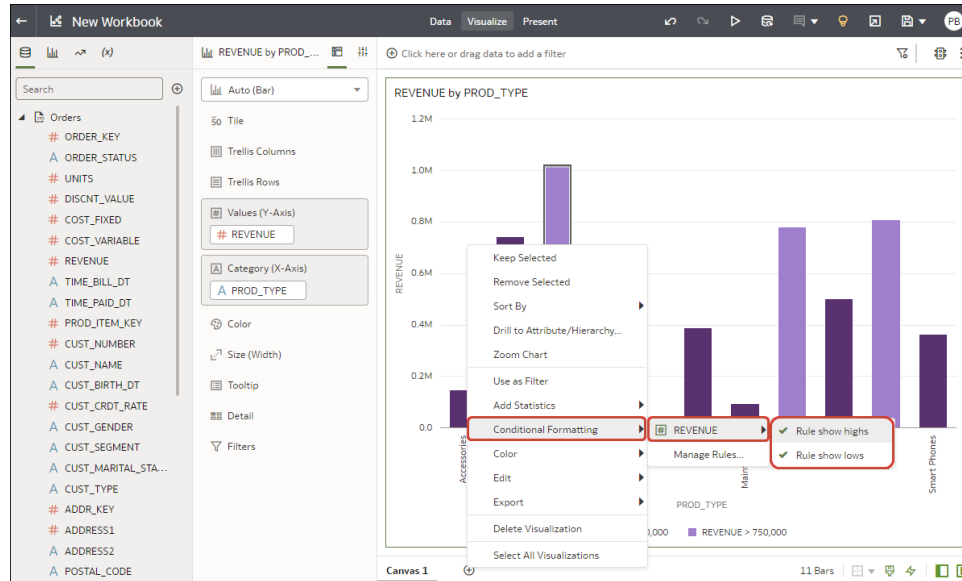 New Workbook
Data Visualize Present
PB
(x)
REVENUE by PROD_...
Click here or drag data to add a filter
Search
Orders
# ORDER_KEY
A ORDER_STATUS
# UNITS
# DISCNT_VALUE
# COST_FIXED
# COST_VARIABLE
# REVENUE
A TIME_BILL_DT
A TIME_PAID_DT
# PROD_ITEM_KEY
# CUST_NUMBER
A CUST_NAME
A CUST_BIRTH_DT
# CUST_CRDT_RATE
A CUST_GENDER
A CUST_SEGMENT
A CUST_MARITAL_STA...
A CUST_TYPE
# ADDR_KEY
# ADDRESS1
A ADDRESS2
A POSTAL_CODE
Auto (Bar)
50 Tile
Trellis Columns
Trellis Rows
# Values (Y-Axis)
# REVENUE
A Category (X-Axis)
A PROD_TYPE
Color
Size (Width)
Tooltip
Detail
Filters
REVENUE by PROD_TYPE
1.2M
1.0M
0.8M
0.6M
0.4M
0.2M
0.0
REVENUE
Keep Selected
Remove Selected
Sort By
Drill to Attribute/Hierarchy...
Zoom Chart
Use as Filter
Add Statistics
Conditional Formatting
Color
Edit
Export
Delete Visualization
Select All Visualizations
# REVENUE
Manage Rules...
Rule show highs
Rule show lows
Accessories
Smart Phones
PROD_TYPE
REVENUE > 750,000
Canvas 1
11 Bars